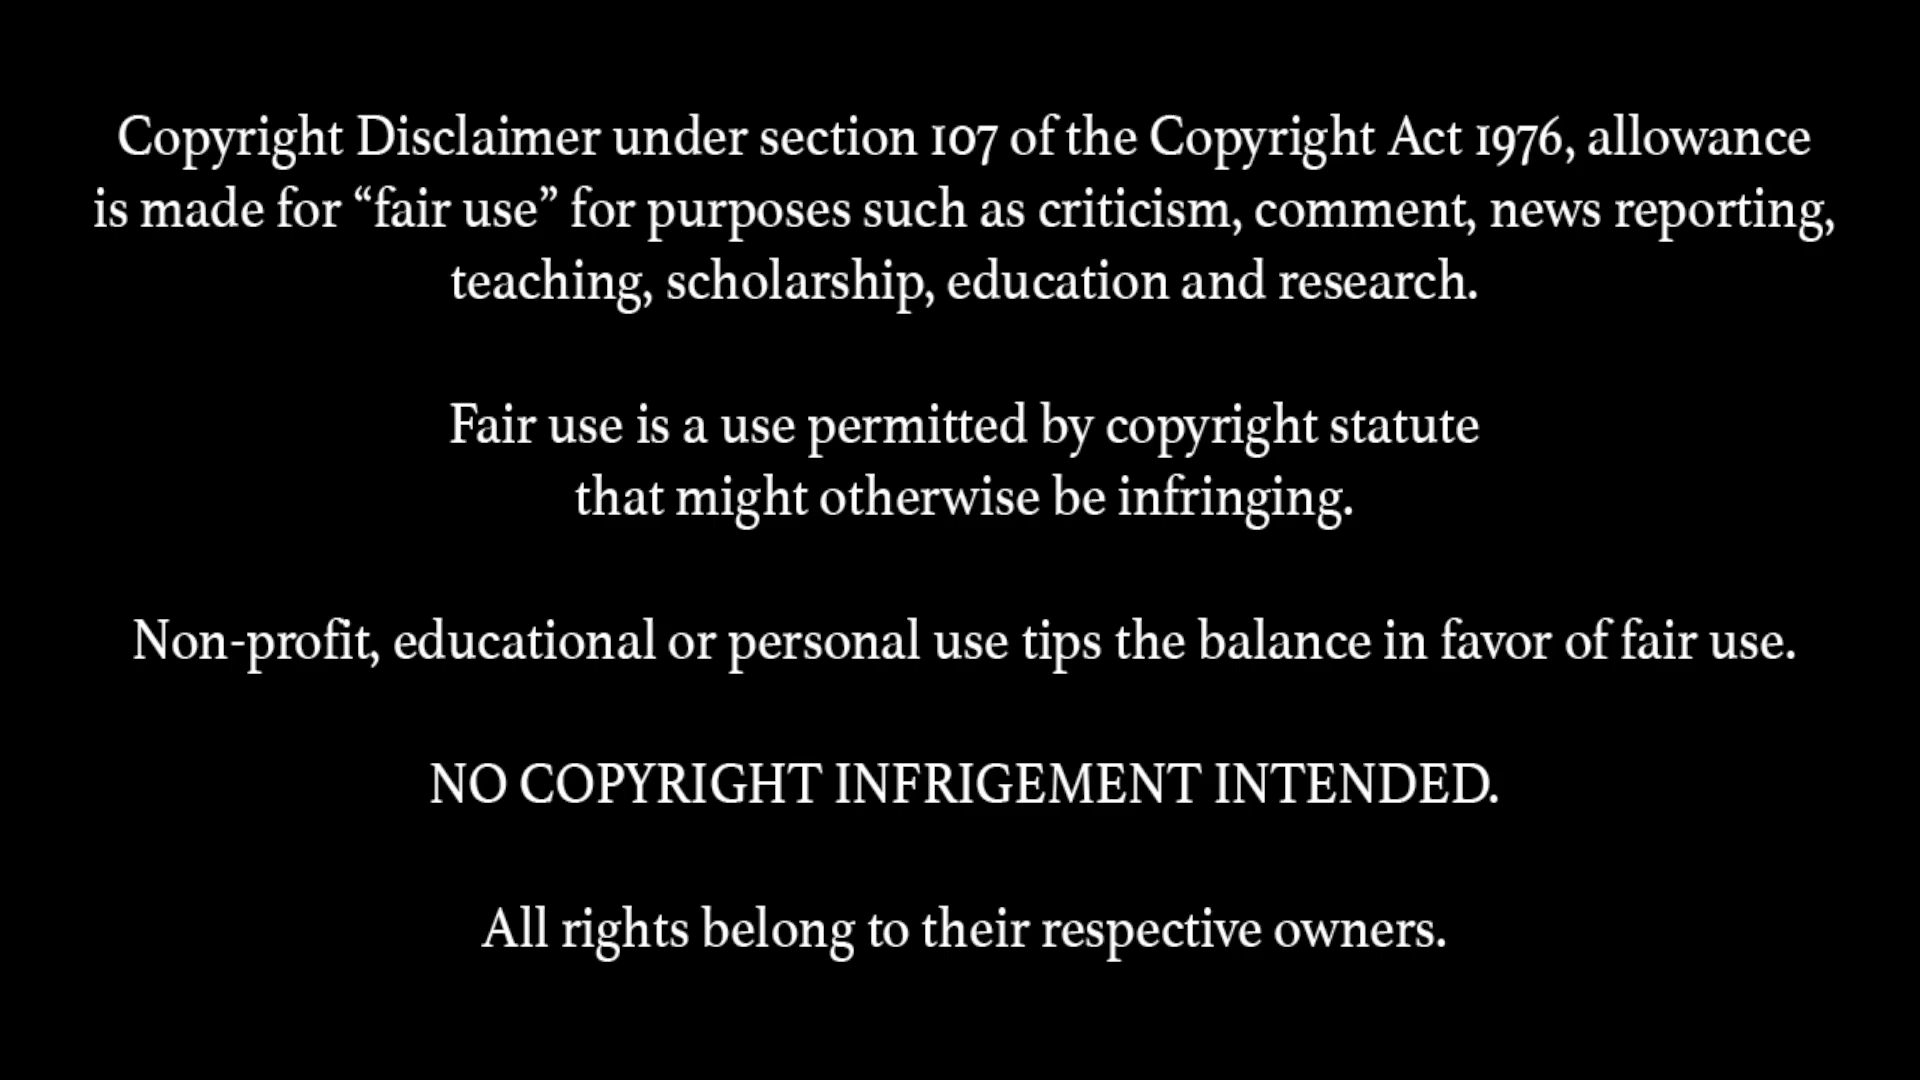 Copyright Disclaimer under section 107 of the Copyright Act 1976, allowance
is made for “fair use” for purposes such as criticism, comment, news reporting,
teaching, scholarship, education and research.
Fair use is a use permitted by copyright statute
that might otherwise be infringing.
Non-profit, educational or personal use tips the balance in favor of fair use.
NO COPYRIGHT INFRIGEMENT INTENDED.
All rights belong to their respective owners.